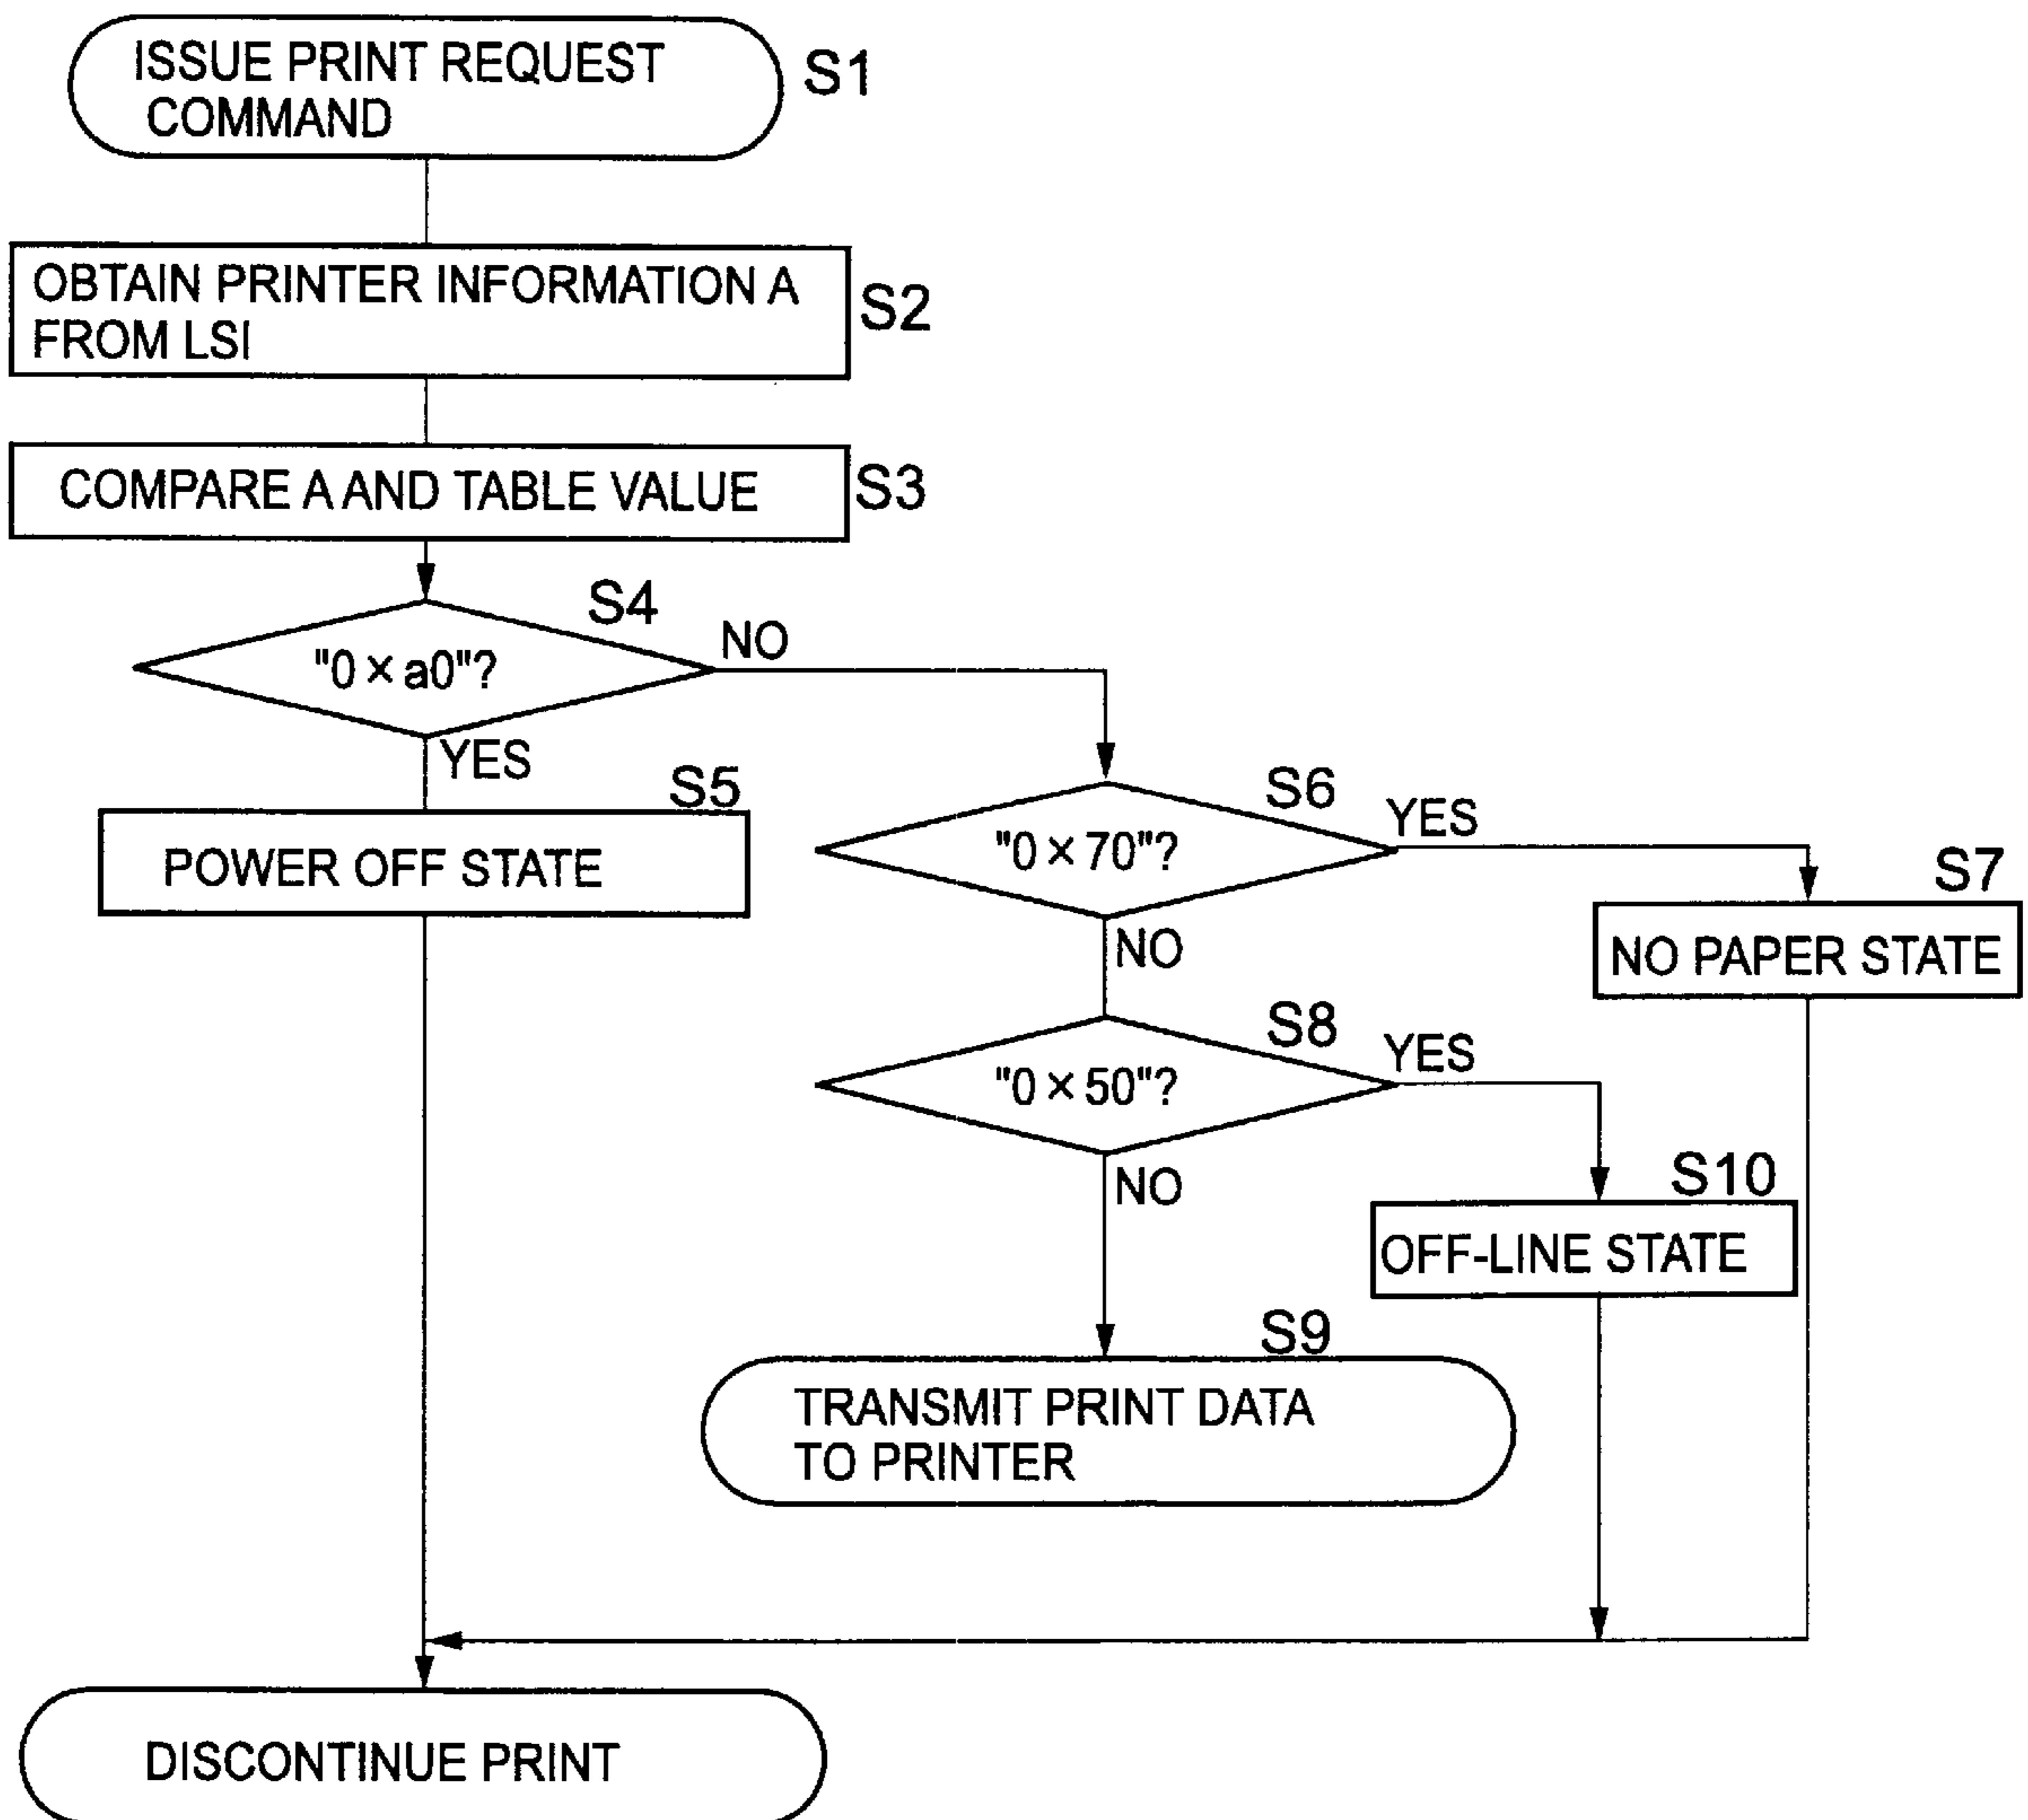 ISSUE PRINT REQUEST
COMMAND
S1
OBTAIN PRINTER INFORMATION A
FROM LSI
S2
COMPARE A AND TABLE VALUE
S3
S4
"0×a0"?
NO
YES
S5
POWER OFF STATE
S6
"0×70"?
YES
NO
S7
NO PAPER STATE
S8
"0×50"?
YES
NO
S10
OFF-LINE STATE
S9
TRANSMIT PRINT DATA
TO PRINTER
DISCONTINUE PRINT